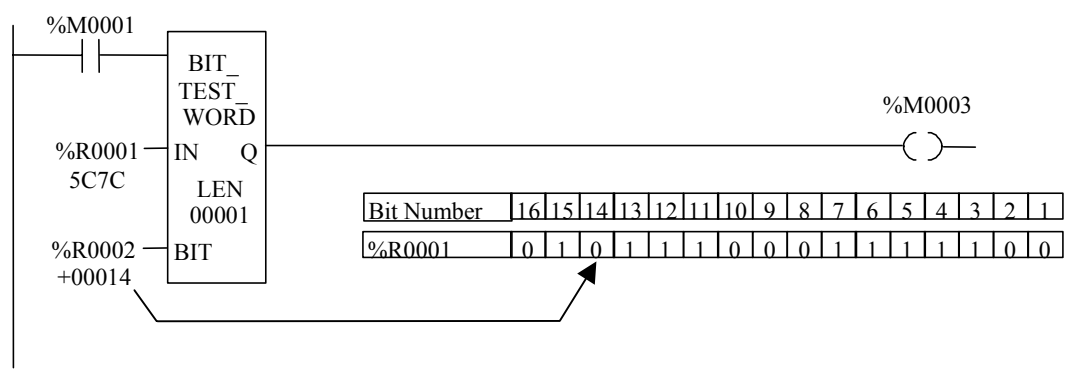 %M0001
BIT_
TEST_
WORD
%M0003
%R0001 IN Q
5C7C
LEN
00001
Bit Number 16 15 14 13 12 11 10 9 8 7 6 5 4 3 2 1
%R0001 0 1 0 1 1 1 0 0 0 1 1 1 1 1 0 0
%R0002 BIT
+00014